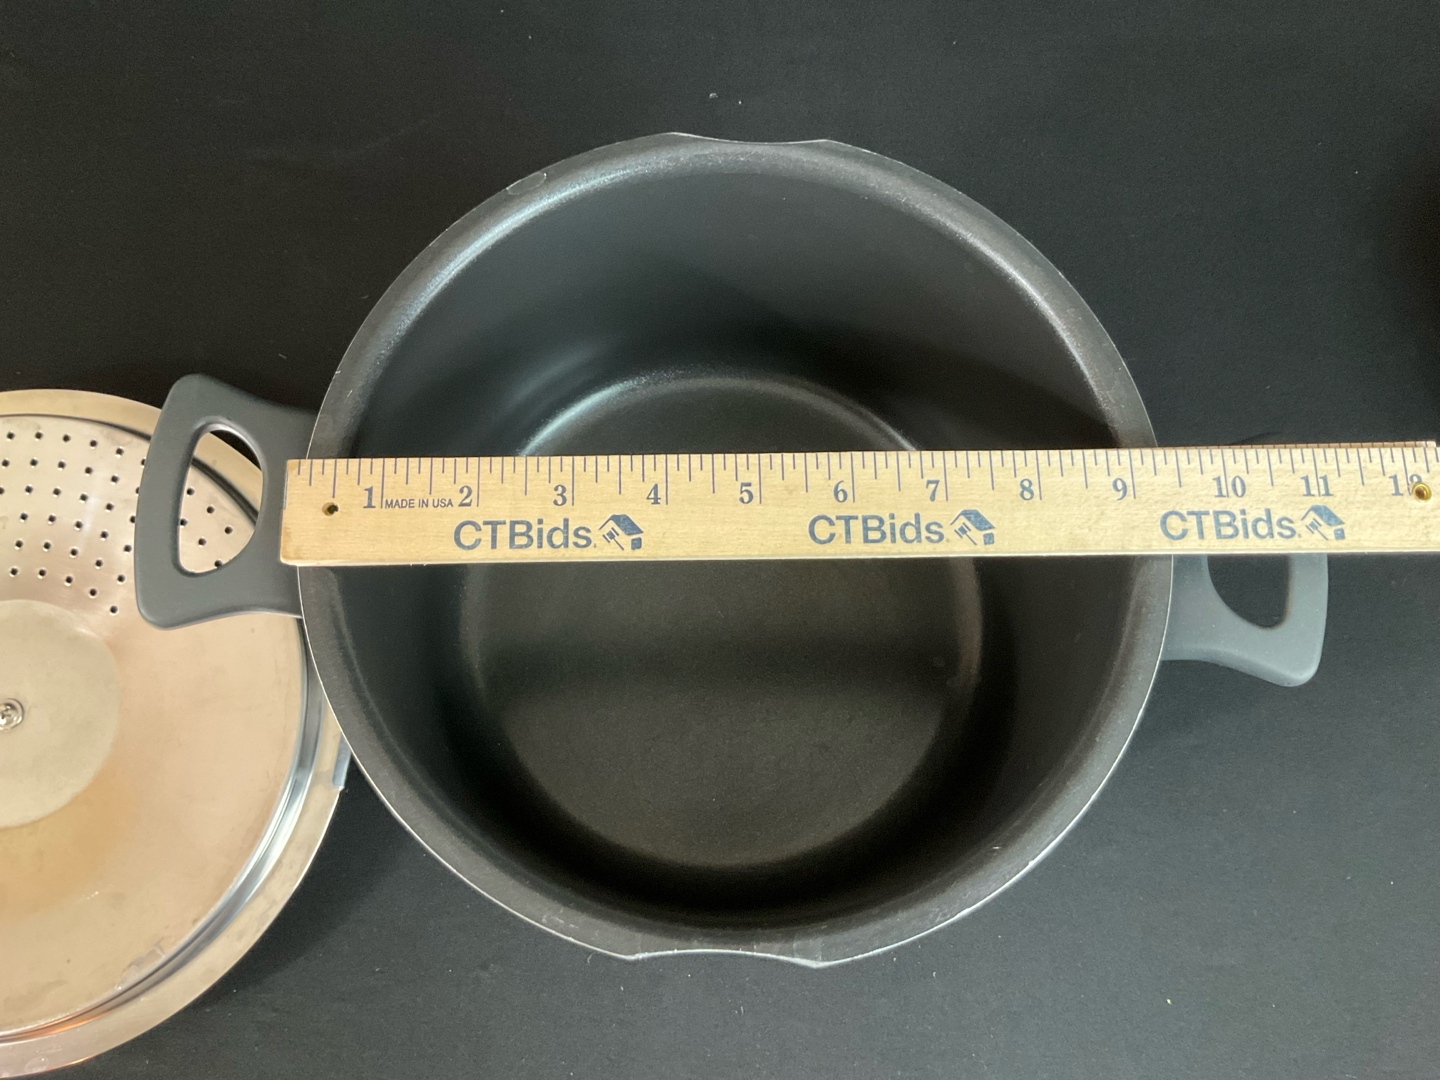 1 MADE IN USA 2 3 4 5 6 7 8 9 10 11 12
CTBids. CTBids. CTBids.